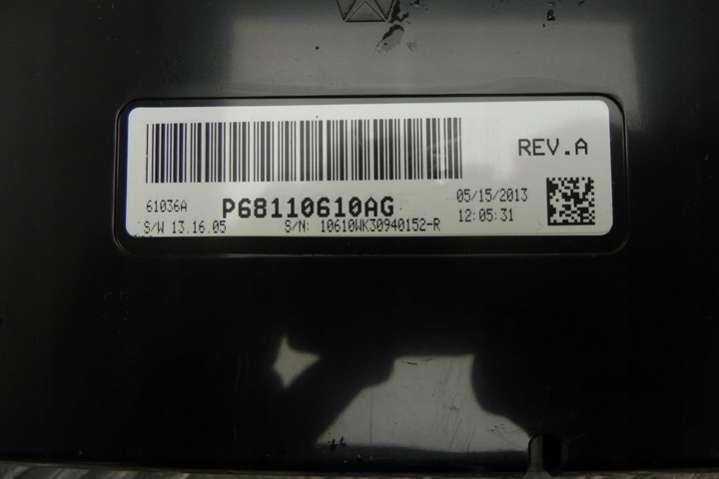 REV.A
61036A P68110610AG 05/15/2013
12:05:31
S/W 13.16.05 S/N: 10610WK30940152-R